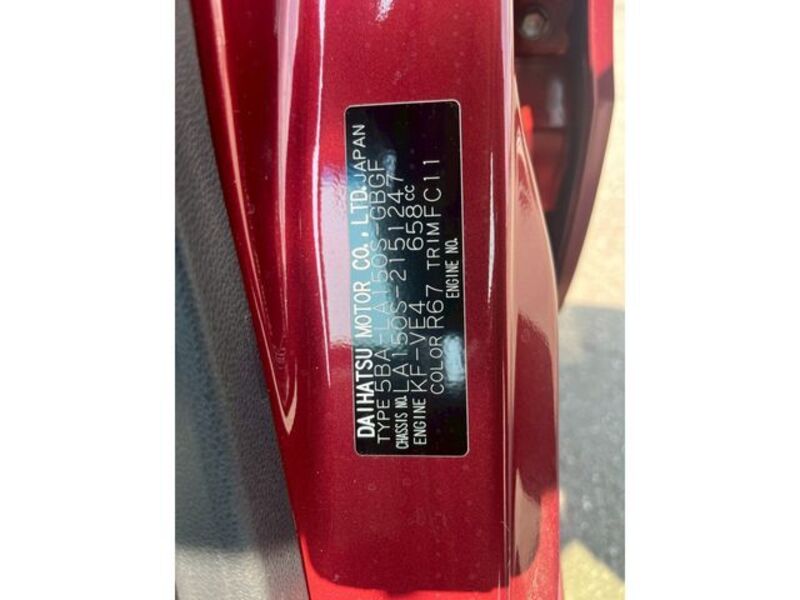 DAIHATSU MOTOR CO., LTD. JAPAN
TYPE 5BA-LA150S-GBGF
CHASSIS NO. LA150S-2151247
ENGINE KF-VE4 658cc
COLOR R67 TRIM FC11
ENGINE NO.